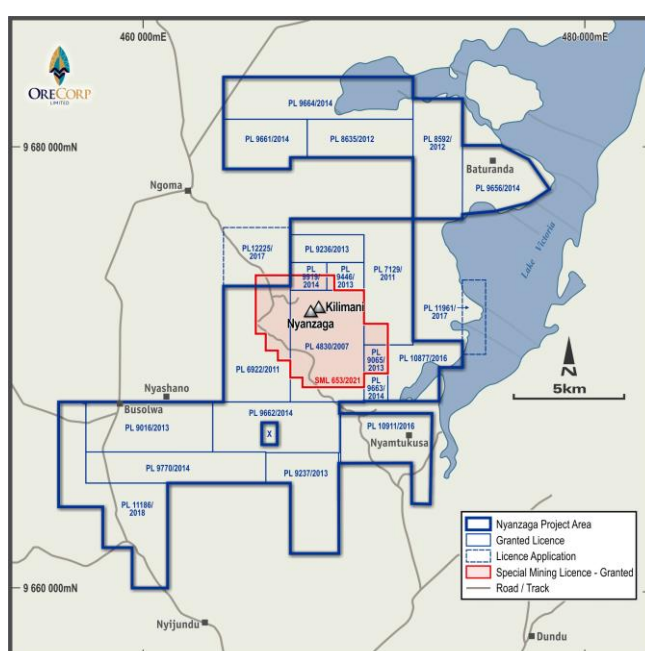 460 000mE
480 000mE
ORECORP
LIMITED
PL 9664/2014
9 680 000mN
PL 9661/2014
PL 8635/2012
PL 8592/
2012
Baturanda
PL 9656/2014
Ngoma
PL12225/
2017
PL 9236/2013
PL
9919/
2014
PL
9446/
2013
PL 7129/
2011
Lake Victoria
PL 11961/
2017
Kilimani
Nyanzaga
PL 4830/2007
PL
9065/
2013
PL 10877/2016
N
5km
PL 6922/2011
SML 653/2021
PL
9663/
2014
Nyashano
Busolwa
PL 9662/2014
PL 9016/2013
X
PL 10911/2016
Nyamtukusa
PL 9770/2014
PL 9237/2013
PL 11186/
2018
Nyanzaga Project Area
Granted Licence
Licence Application
Special Mining Licence - Granted
Road / Track
9 660 000mN
Nyijundu
Dundu